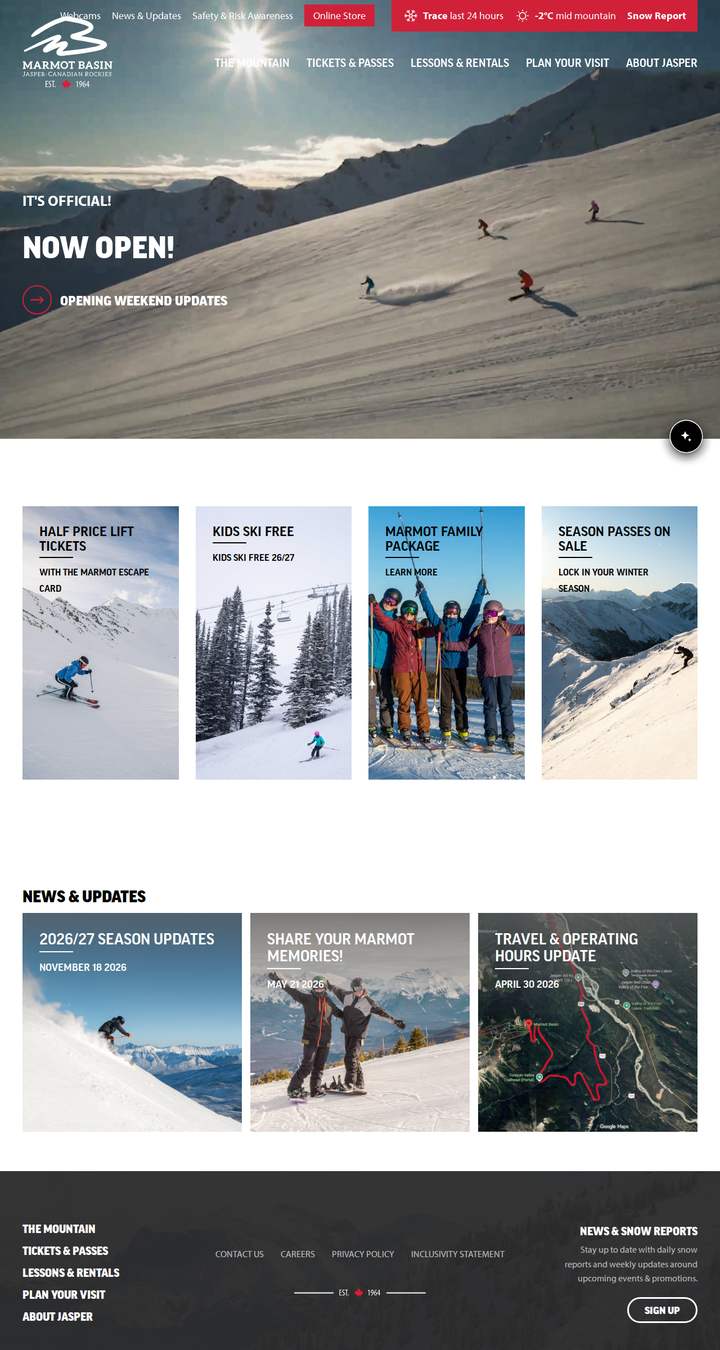 Webcams News & Updates Safety & Risk Awareness Online Store Trace last 24 hours -2°C mid mountain Snow Report
MARMOT BASIN
JASPER·CANADIAN ROCKIES
EST. 1964
THE MOUNTAIN TICKETS & PASSES LESSONS & RENTALS PLAN YOUR VISIT ABOUT JASPER
IT'S OFFICIAL!
NOW OPEN!
OPENING WEEKEND UPDATES
HALF PRICE LIFT
TICKETS
WITH THE MARMOT ESCAPE
CARD
KIDS SKI FREE
KIDS SKI FREE 26/27
MARMOT FAMILY
PACKAGE
LEARN MORE
SEASON PASSES ON
SALE
LOCK IN YOUR WINTER
SEASON
NEWS & UPDATES
2026/27 SEASON UPDATES
NOVEMBER 18 2026
SHARE YOUR MARMOT
MEMORIES!
MAY 21 2026
TRAVEL & OPERATING
HOURS UPDATE
APRIL 30 2026
Marmot Basin
Google Maps
THE MOUNTAIN
TICKETS & PASSES
LESSONS & RENTALS
PLAN YOUR VISIT
ABOUT JASPER
CONTACT US CAREERS PRIVACY POLICY INCLUSIVITY STATEMENT
EST. 1964
NEWS & SNOW REPORTS
Stay up to date with daily snow
reports and weekly updates around
upcoming events & promotions.
SIGN UP